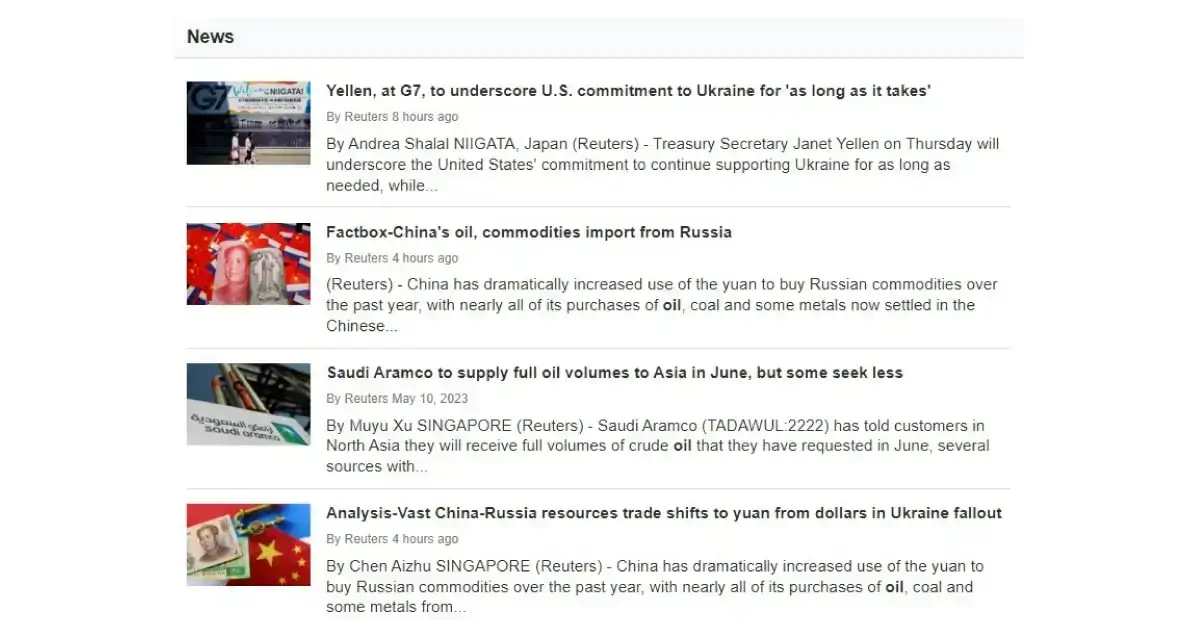 News
G7 Welcome to NIIGATA!
Yellen, at G7, to underscore U.S. commitment to Ukraine for 'as long as it takes'
By Reuters 8 hours ago
By Andrea Shalal NIIGATA, Japan (Reuters) - Treasury Secretary Janet Yellen on Thursday will
underscore the United States' commitment to continue supporting Ukraine for as long as
needed, while...
Factbox-China's oil, commodities import from Russia
By Reuters 4 hours ago
(Reuters) - China has dramatically increased use of the yuan to buy Russian commodities over
the past year, with nearly all of its purchases of oil, coal and some metals now settled in the
Chinese...
Saudi Aramco to supply full oil volumes to Asia in June, but some seek less
By Reuters May 10, 2023
أرامكو السعودية
saudi aramco
By Muyu Xu SINGAPORE (Reuters) - Saudi Aramco (TADAWUL:2222) has told customers in
North Asia they will receive full volumes of crude oil that they have requested in June, several
sources with...
Analysis-Vast China-Russia resources trade shifts to yuan from dollars in Ukraine fallout
By Reuters 4 hours ago
By Chen Aizhu SINGAPORE (Reuters) - China has dramatically increased use of the yuan to
buy Russian commodities over the past year, with nearly all of its purchases of oil, coal and
some metals from...